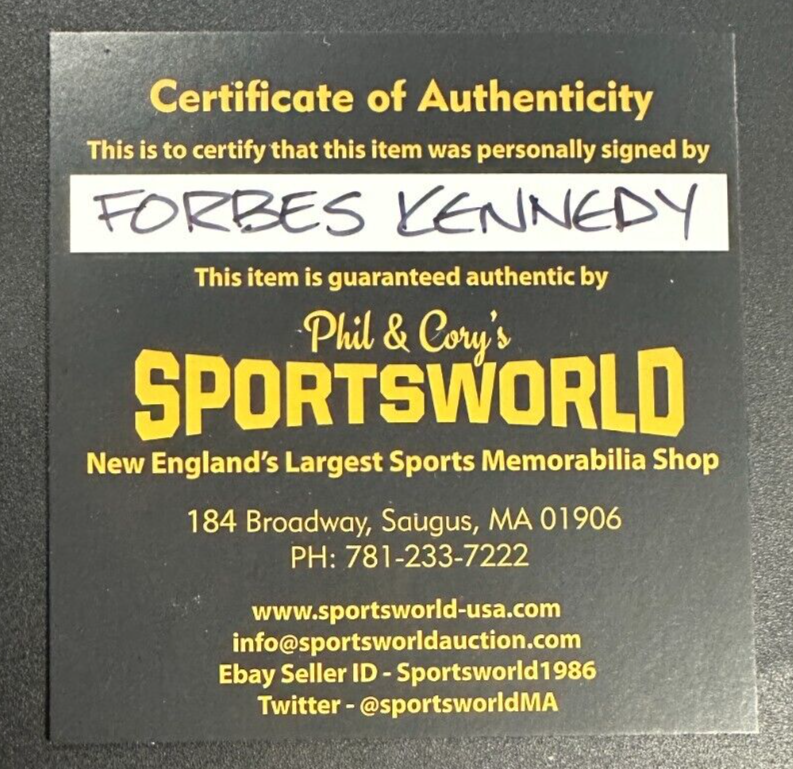 Certificate of Authenticity
This is to certify that this item was personally signed by
FORBES KENNEDY
This item is guaranteed authentic by
Phil & Cory's
SPORTSWORLD
New England's Largest Sports Memorabilia Shop
184 Broadway, Saugus, MA 01906
PH: 781-233-7222
www.sportsworld-usa.com
info@sportsworldauction.com
Ebay Seller ID - Sportsworld1986
Twitter - @sportsworldMA